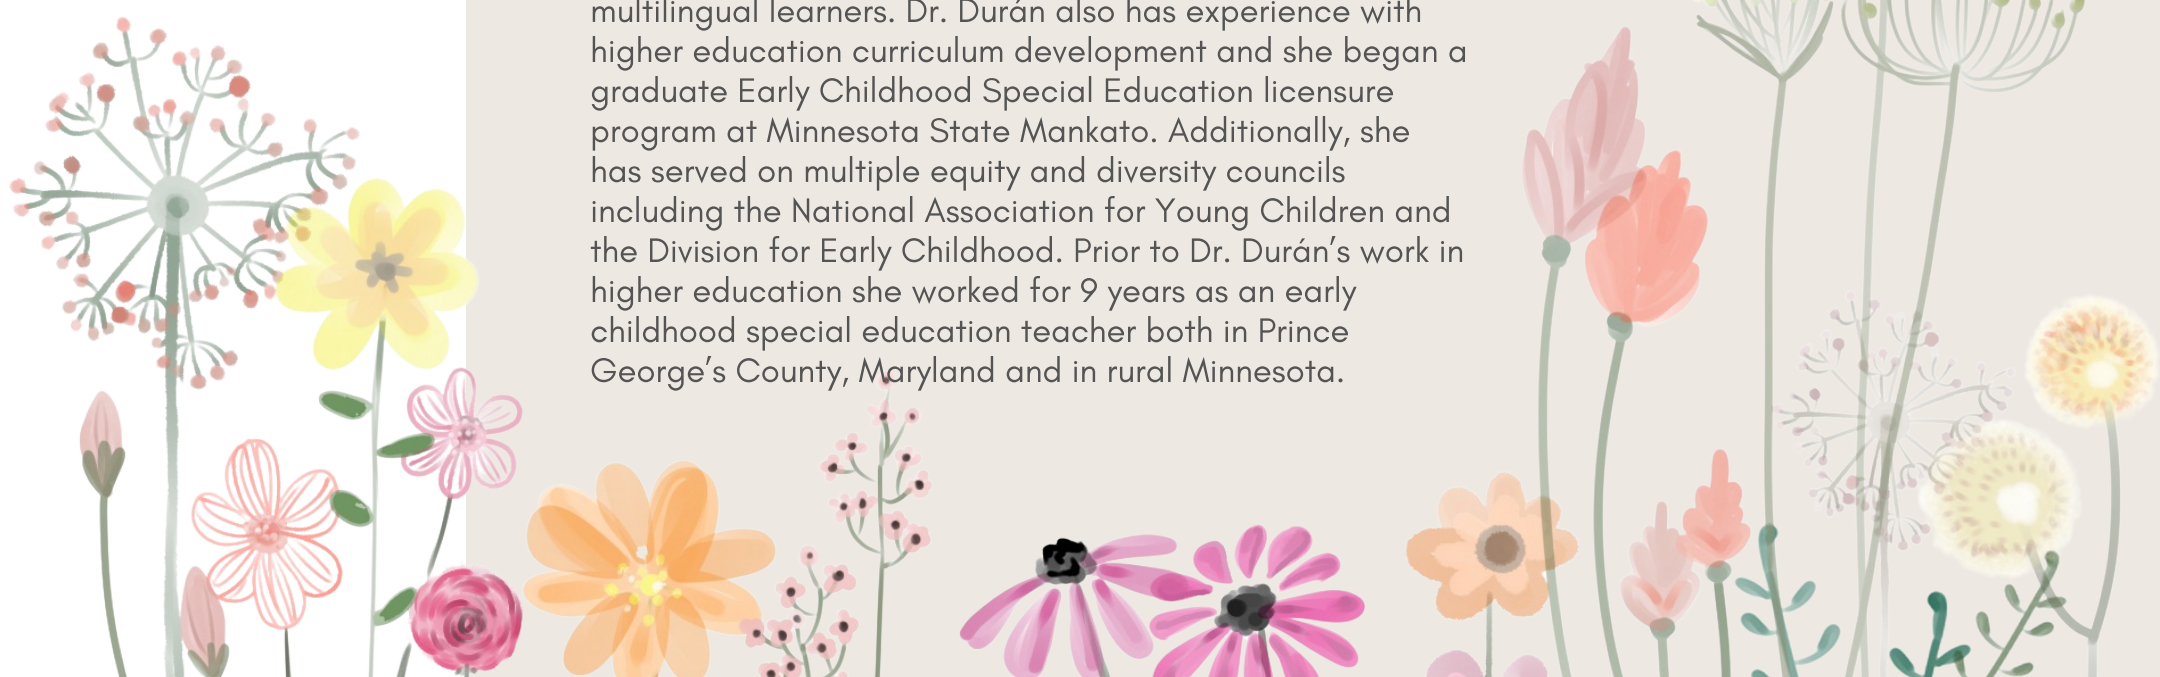 multilingual learners. Dr. Durán also has experience with
higher education curriculum development and she began a
graduate Early Childhood Special Education licensure
program at Minnesota State Mankato. Additionally, she
has served on multiple equity and diversity councils
including the National Association for Young Children and
the Division for Early Childhood. Prior to Dr. Durán’s work in
higher education she worked for 9 years as an early
childhood special education teacher both in Prince
George’s County, Maryland and in rural Minnesota.